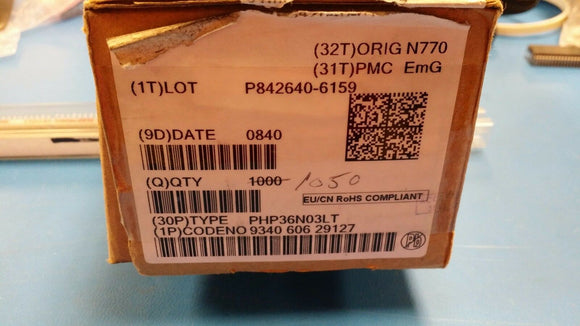 (32T)ORIG N770
(31T)PMC EmG
(1T)LOT P842640-6159
(9D)DATE 0840
(Q)QTY 1000 1050
EU/CN RoHS COMPLIANT
(30P)TYPE PHP36N03LT
(1P)CODENO 9340 606 29127
Pb